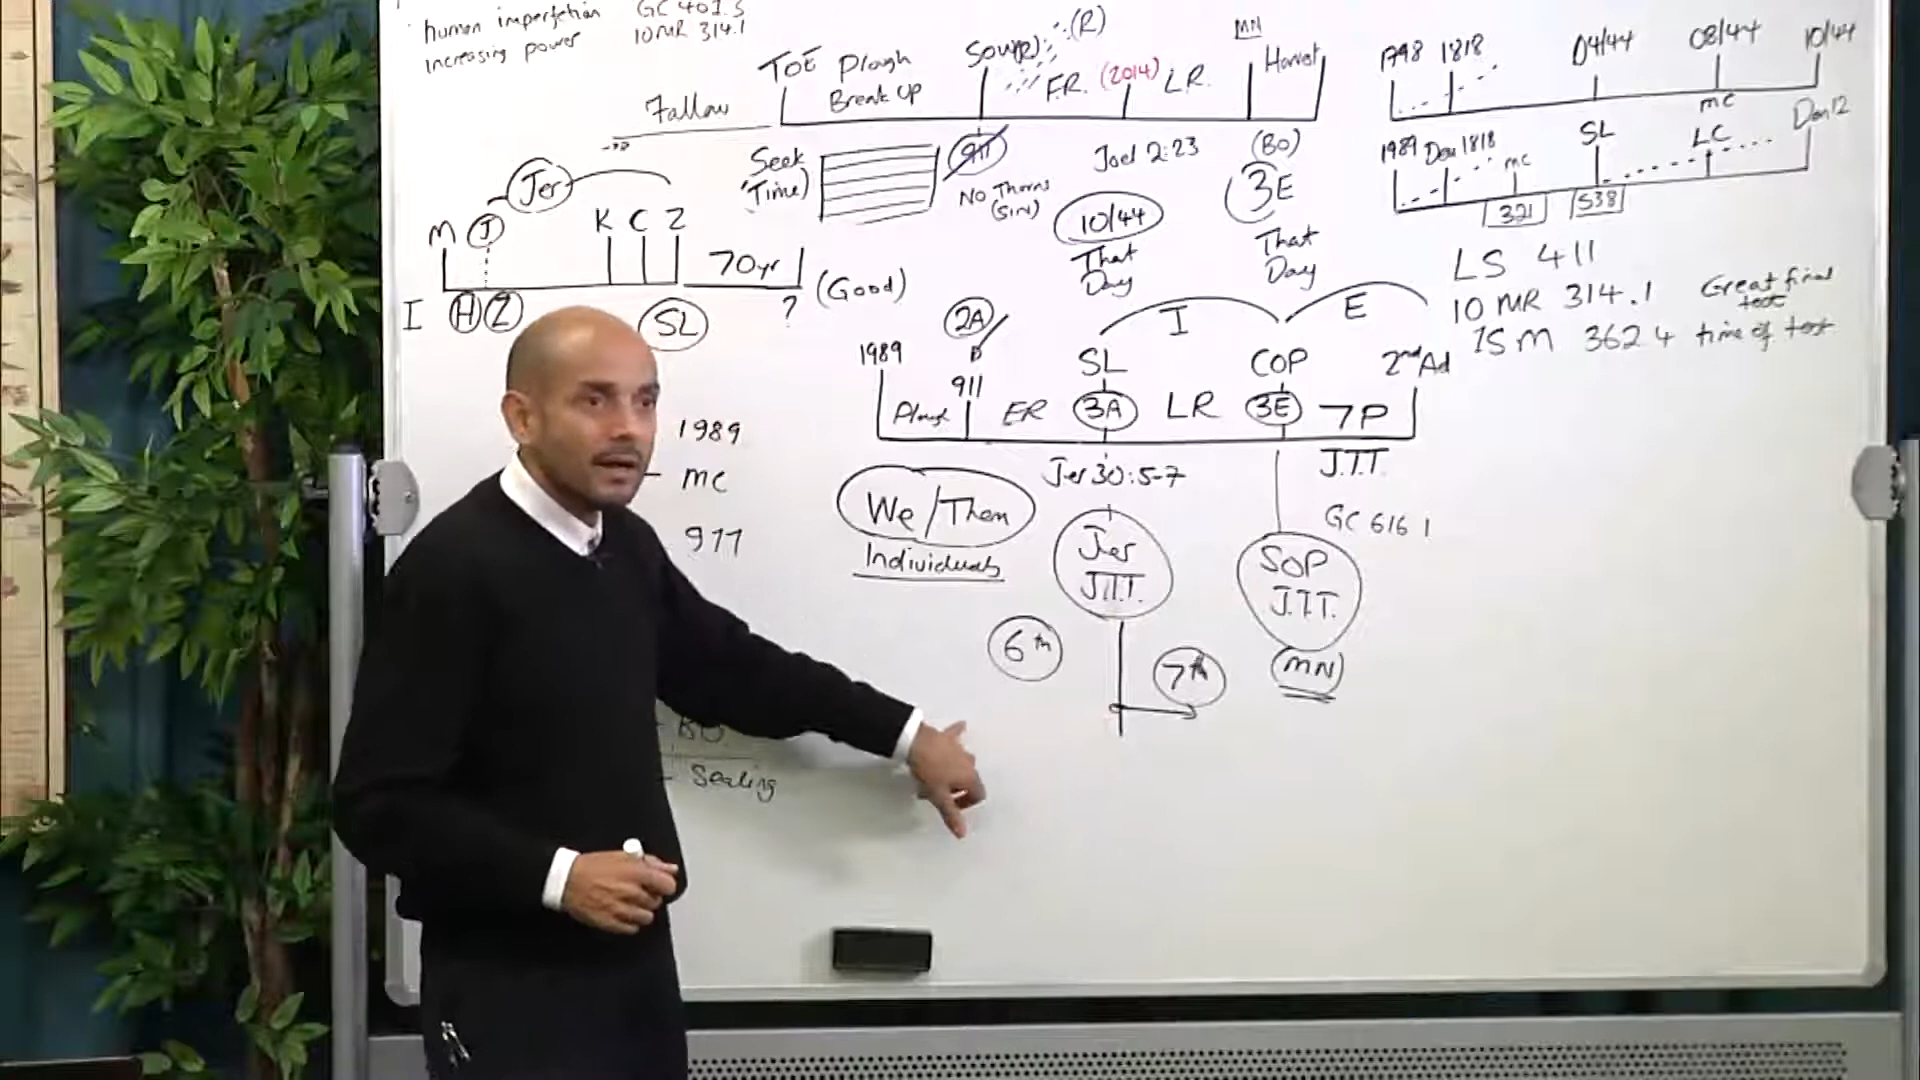 human imperfection GC 401.3
increasing power 10MR 314.1
Fallow
TOE Plough
Break up
Sow(e) (R)
E.R. (2014) L.R.
MN
Harvest
Seek
Time)
911
No Thorns
(SIN)
Joel 2:23
10/44
That
Day
(BO)
3E
That
Day
1798 1818 04/44 08/44 10/44
mc
1989 Dan 1818 mc SL LC Dan 12
321 538
LS 411
10 MR 314.1 Great final
test
ISM 362 4 time of test
Jer
M J K C Z
70yr (Good)
I H Z SL ?
1989
mc
911
Sealing
2A
1989 911 SL I COP E 2nd Ad
Plough ER 3A LR 3E 7P
Jer 30:5-7 J.T.T.
We/Them
Individuals
Jer
J.T.T.
GC 616 1
SOP
J.T.T.
6th 7th
MN